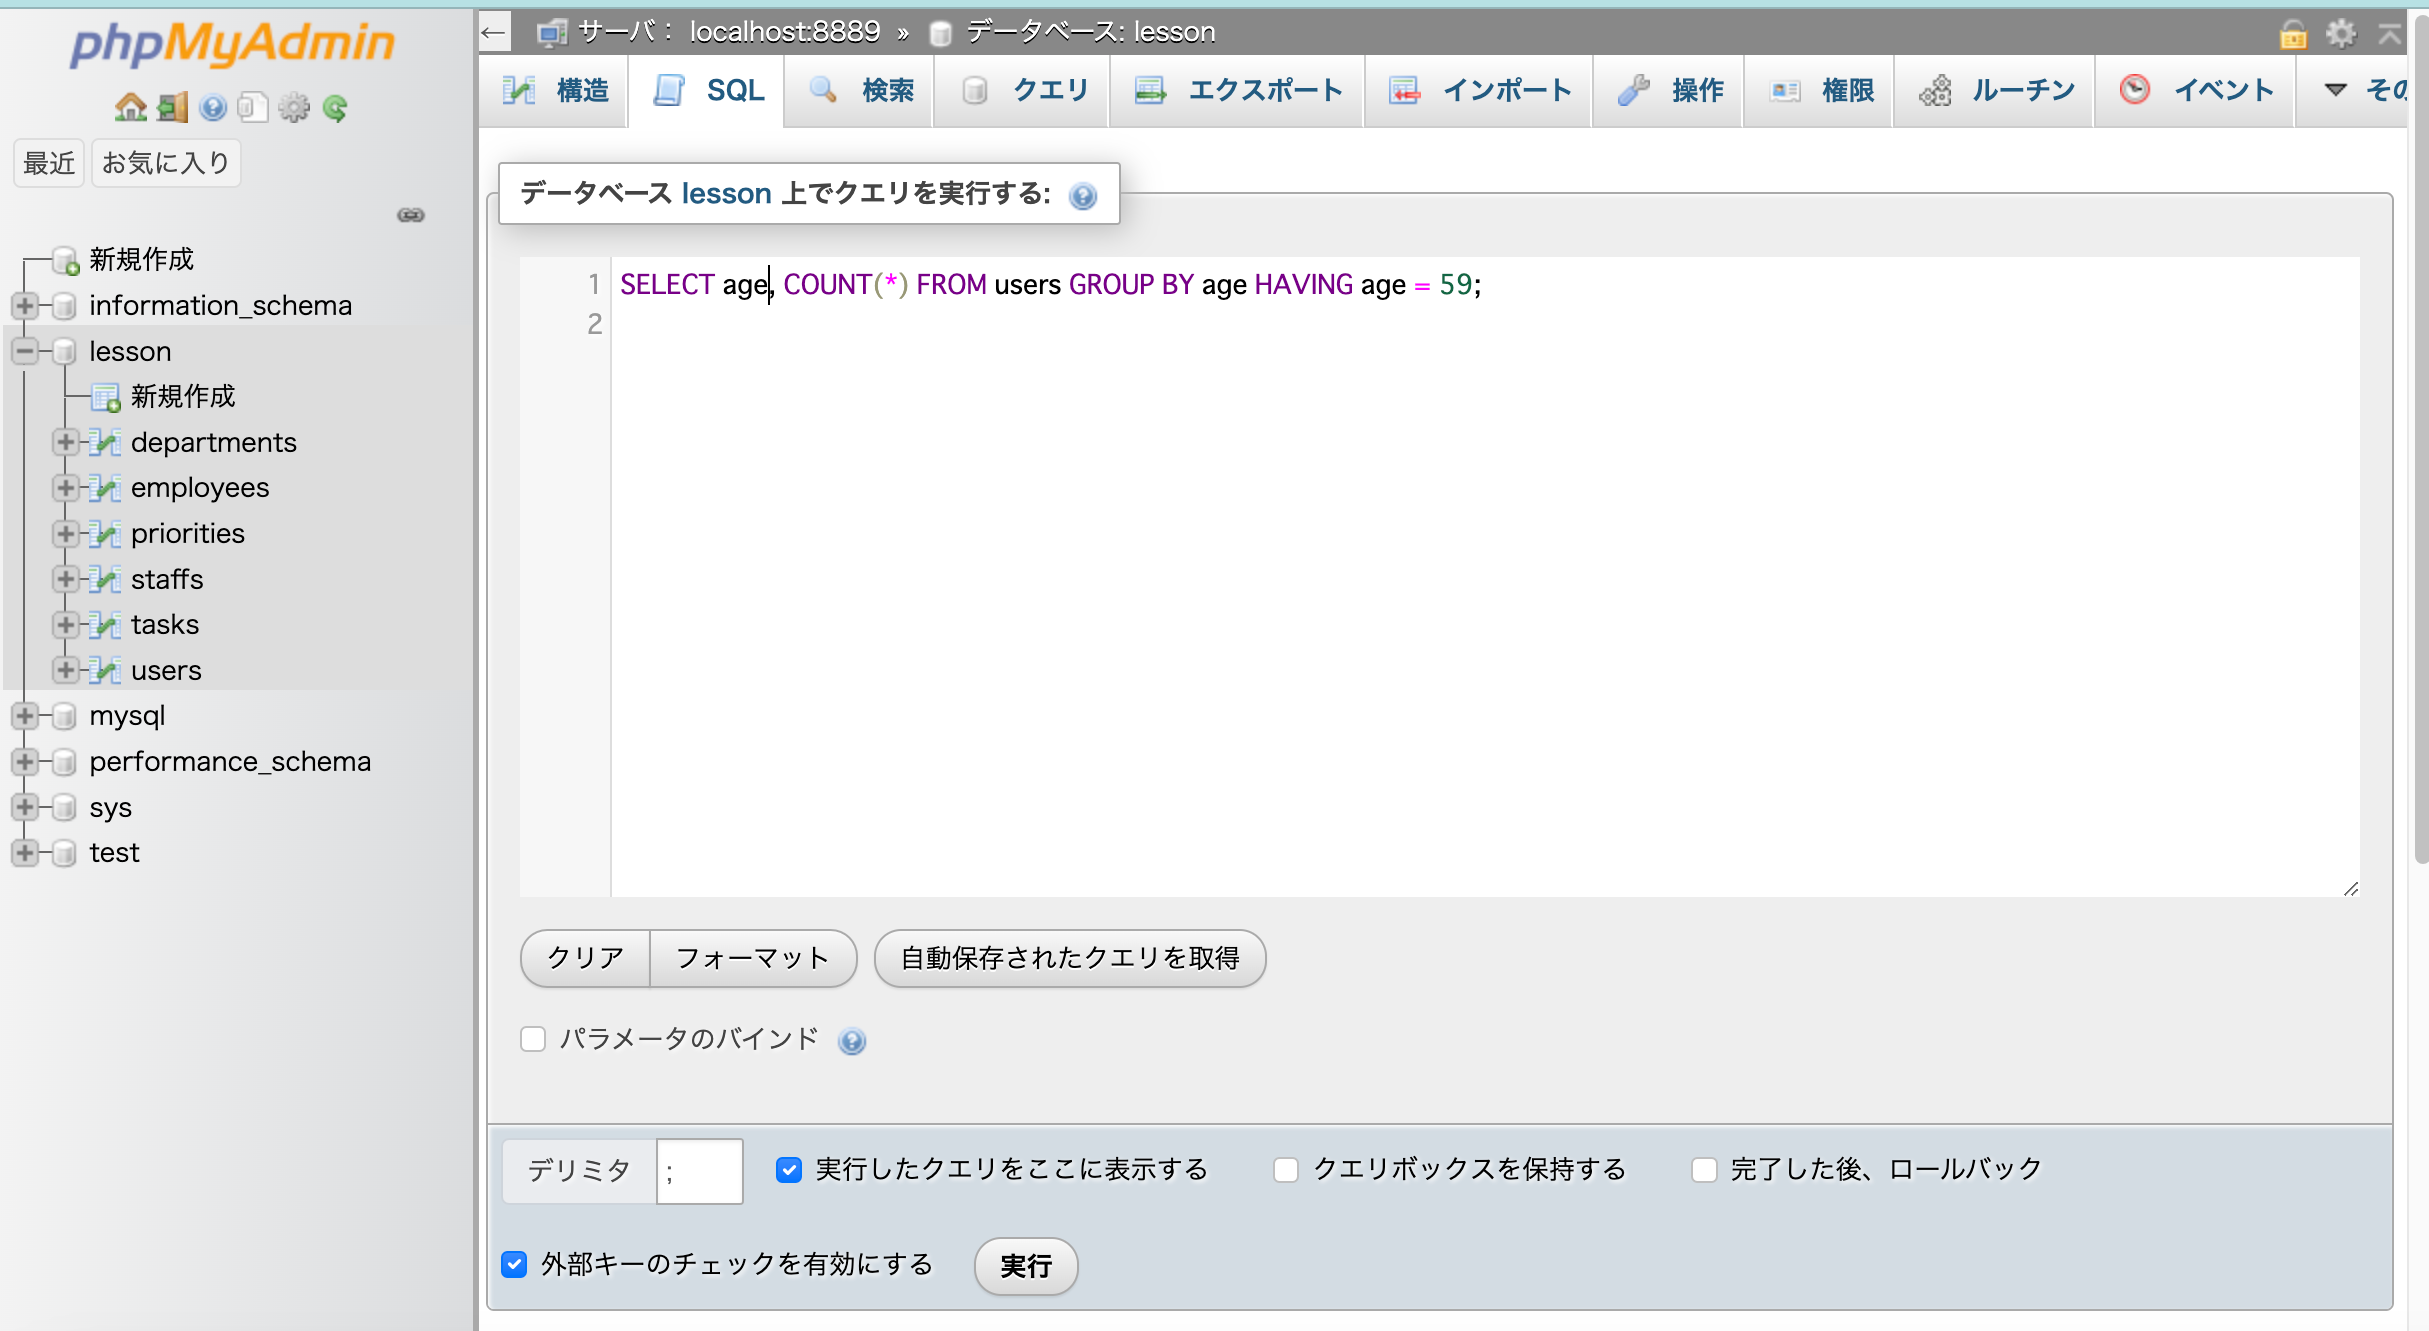 phpMyAdmin
最近 お気に入り
新規作成
information_schema
lesson
新規作成
departments
employees
priorities
staffs
tasks
users
mysql
performance_schema
sys
test
← サーバ： localhost:8889 » データベース: lesson
構造 SQL 検索 クエリ エクスポート インポート 操作 権限 ルーチン イベント ▼ その
データベース lesson 上でクエリを実行する:
1 SELECT age, COUNT(*) FROM users GROUP BY age HAVING age = 59;
2
クリア フォーマット 自動保存されたクエリを取得
パラメータのバインド
デリミタ ; 実行したクエリをここに表示する クエリボックスを保持する 完了した後、ロールバック
外部キーのチェックを有効にする 実行